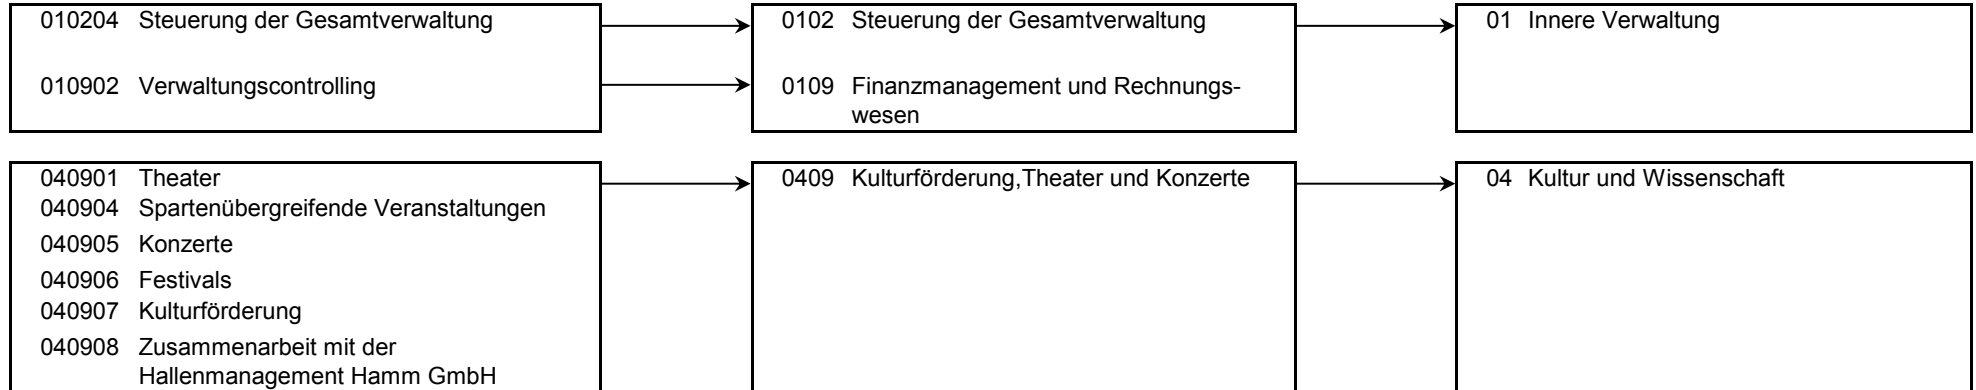 010204 Steuerung der Gesamtverwaltung
0102 Steuerung der Gesamtverwaltung
01 Innere Verwaltung
010902 Verwaltungscontrolling
0109 Finanzmanagement und Rechnungs-
wesen
040901 Theater
0409 Kulturförderung,Theater und Konzerte
04 Kultur und Wissenschaft
040904 Spartenübergreifende Veranstaltungen
040905 Konzerte
040906 Festivals
040907 Kulturförderung
040908 Zusammenarbeit mit der
Hallenmanagement Hamm GmbH